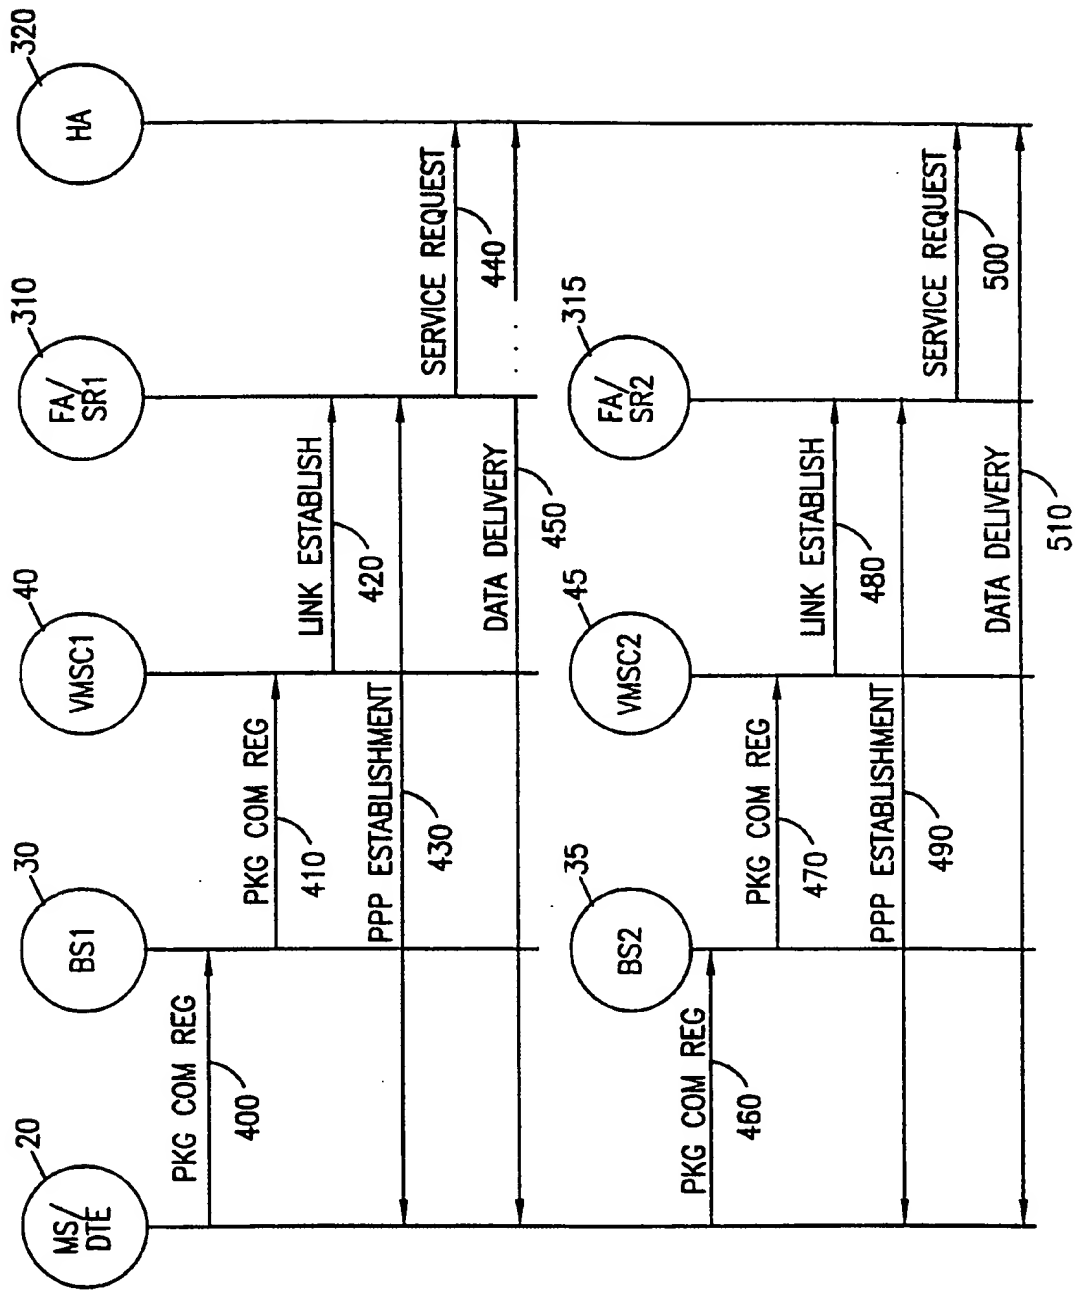 20
MS/
DTE
30
BS1
40
VMSC1
310
FA/
SR1
320
HA
PKG COM REG
400
PKG COM REG
410
LINK ESTABLISH
420
PPP ESTABLISHMENT
430
SERVICE REQUEST
440
DATA DELIVERY
450
35
BS2
45
VMSC2
315
FA/
SR2
PKG COM REG
460
PKG COM REG
470
LINK ESTABLISH
480
PPP ESTABLISHMENT
490
SERVICE REQUEST
500
DATA DELIVERY
510